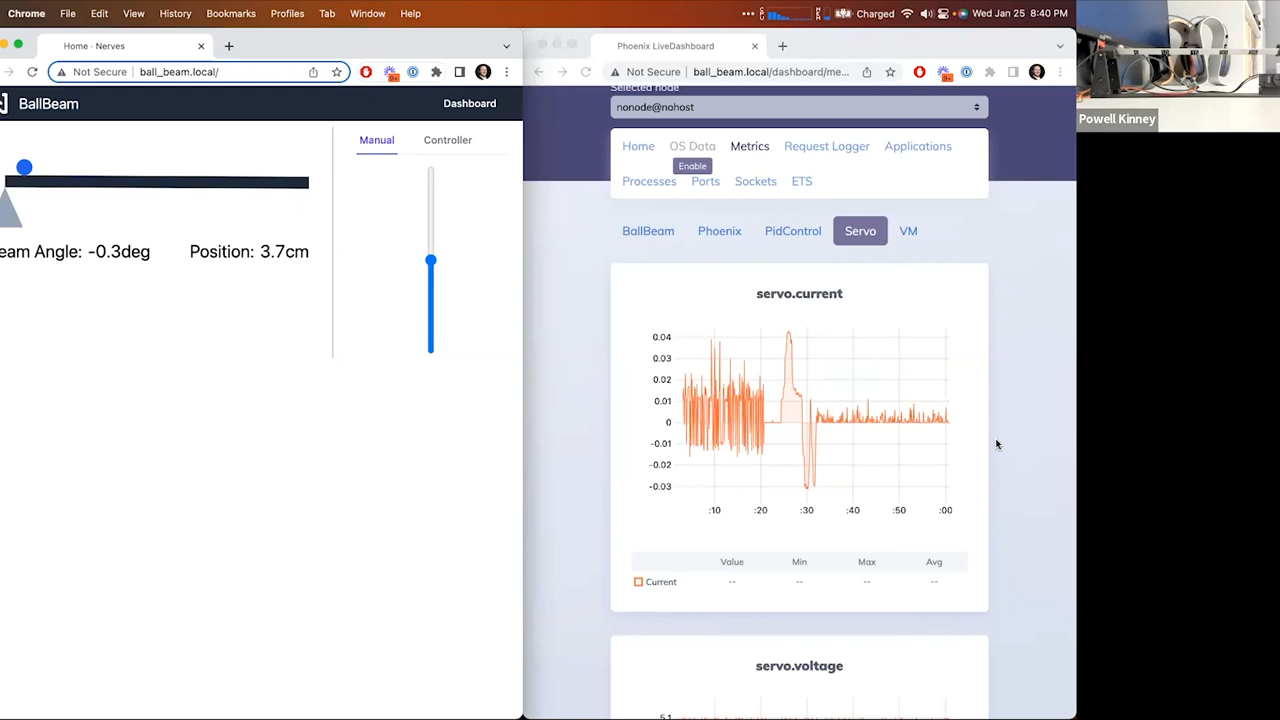 Chrome File Edit View History Bookmarks Profiles Tab Window Help Charged Wed Jan 25 8:40 PM
Home · Nerves
Not Secure ball_beam.local/
BallBeam Dashboard
Manual Controller
eam Angle: -0.3deg Position: 3.7cm
Phoenix LiveDashboard
Not Secure ball_beam.local/dashboard/me...
Selected node
nonode@nohost
Home OS Data Metrics Request Logger Applications
Enable
Processes Ports Sockets ETS
BallBeam Phoenix PidControl Servo VM
servo.current
0.04
0.03
0.02
0.01
0
-0.01
-0.02
-0.03
:10 :20 :30 :40 :50 :00
Value Min Max Avg
Current -- -- -- --
servo.voltage
5.1
Powell Kinney